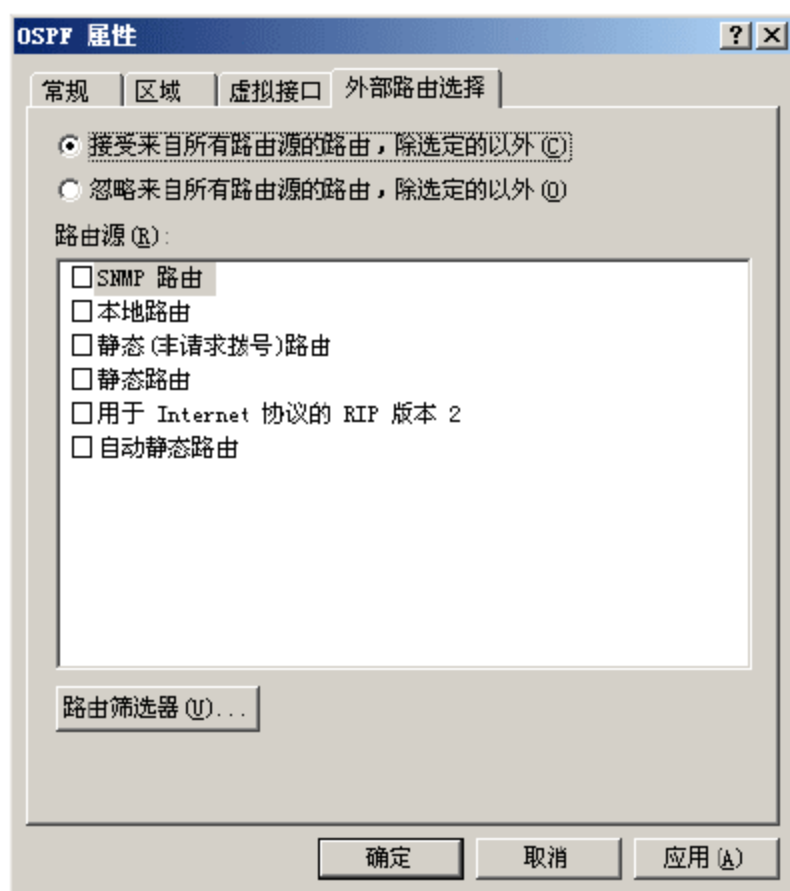 OSPF 属性
常规 区域 虚拟接口 外部路由选择
接受来自所有路由源的路由，除选定的以外(C)
忽略来自所有路由源的路由，除选定的以外(O)
路由源(R):
SNMP 路由
本地路由
静态(非请求拨号)路由
静态路由
用于 Internet 协议的 RIP 版本 2
自动静态路由
路由筛选器(U)...
确定 取消 应用(A)